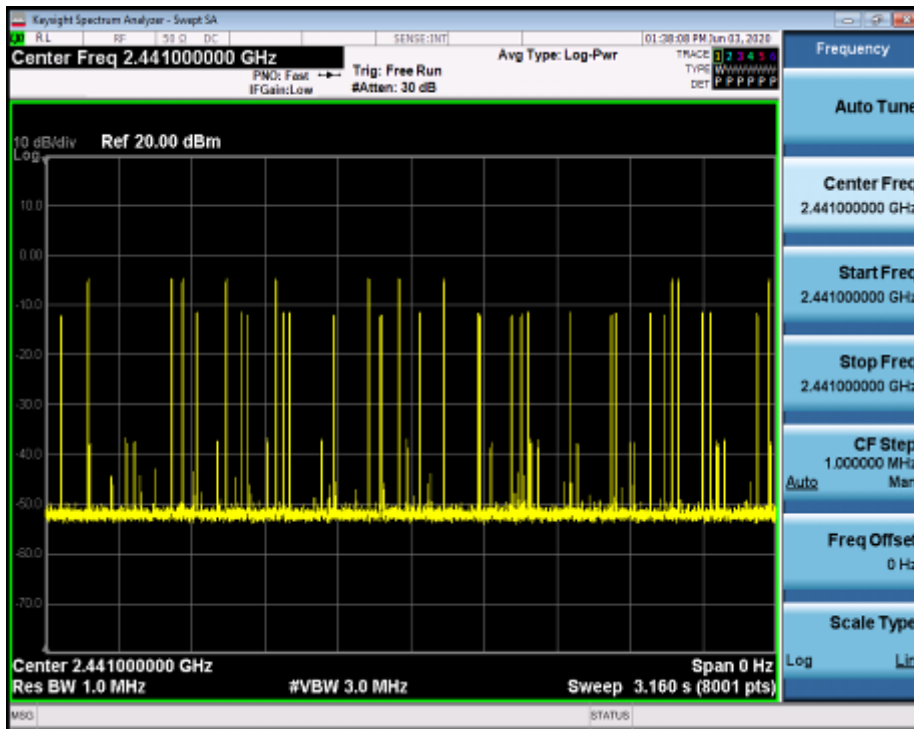 Keysight Spectrum Analyzer - Swept SA
RL RF 50 Ω DC SENSE:INT 01:38:08 PM Jun 03, 2020
Center Freq 2.441000000 GHz
Avg Type: Log-Pwr
TRACE 1 2 3 4 5 6
PNO: Fast
Trig: Free Run
TYPE WWWWWW
IFGain:Low
#Atten: 30 dB
DET P P P P P P
10 dB/div Ref 20.00 dBm
Log
10.0
0.00
-10.0
-20.0
-30.0
-40.0
-50.0
-60.0
-70.0
Center 2.441000000 GHz Span 0 Hz
Res BW 1.0 MHz #VBW 3.0 MHz Sweep 3.160 s (8001 pts)
MSG STATUS
Frequency
Auto Tune
Center Freq
2.441000000 GHz
Start Freq
2.441000000 GHz
Stop Freq
2.441000000 GHz
CF Step
1.000000 MHz
Auto Man
Freq Offset
0 Hz
Scale Type
Log Lin